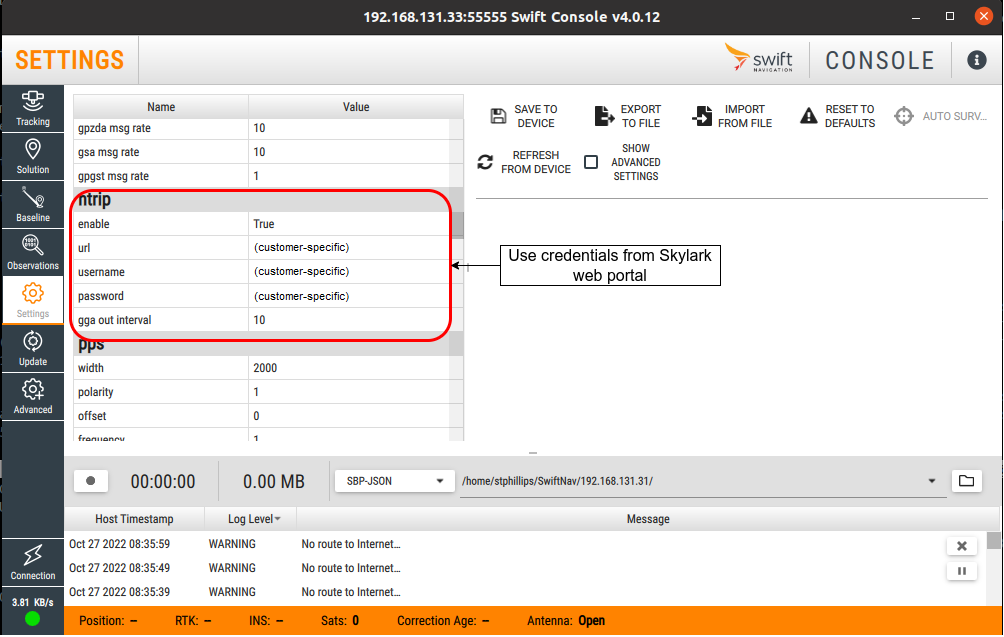 192.168.131.33:55555 Swift Console v4.0.12
SETTINGS
swift
NAVIGATION
CONSOLE
Tracking
Solution
Baseline
Observations
Settings
Update
Advanced
Connection
3.81 KB/s
Name Value
gpzda msg rate 10
gsa msg rate 10
gpgst msg rate 1
ntrip
enable True
url (customer-specific)
username (customer-specific)
password (customer-specific)
gga out interval 10
pps
width 2000
polarity 1
offset 0
frequency 1
SAVE TO
DEVICE
EXPORT
TO FILE
IMPORT
FROM FILE
RESET TO
DEFAULTS
AUTO SURV...
REFRESH
FROM DEVICE
SHOW
ADVANCED
SETTINGS
Use credentials from Skylark
web portal
00:00:00 0.00 MB SBP-JSON /home/stphillips/SwiftNav/192.168.131.31/
Host Timestamp Log Level Message
Oct 27 2022 08:35:59 WARNING No route to Internet...
Oct 27 2022 08:35:49 WARNING No route to Internet...
Oct 27 2022 08:35:39 WARNING No route to Internet...
Position: – RTK: – INS: – Sats: 0 Correction Age: – Antenna: Open